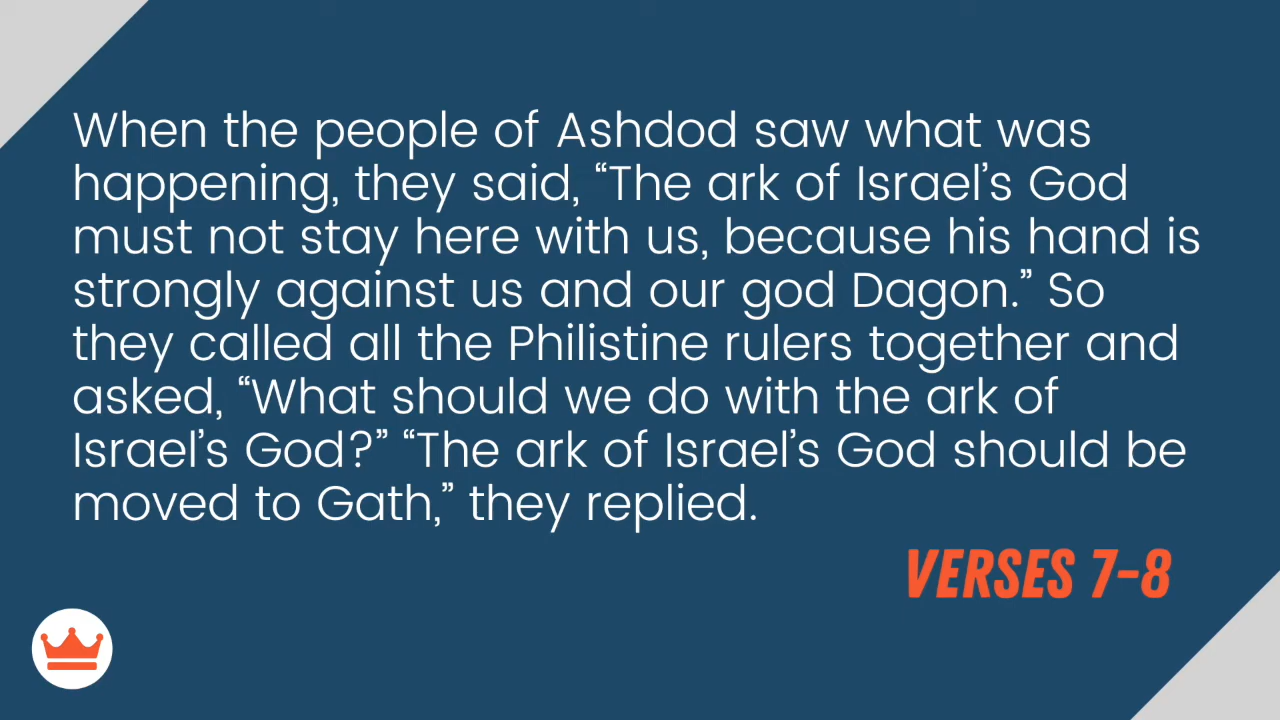 When the people of Ashdod saw what was
happening, they said, “The ark of Israel’s God
must not stay here with us, because his hand is
strongly against us and our god Dagon.” So
they called all the Philistine rulers together and
asked, “What should we do with the ark of
Israel’s God?” “The ark of Israel’s God should be
moved to Gath,” they replied.
VERSES 7-8